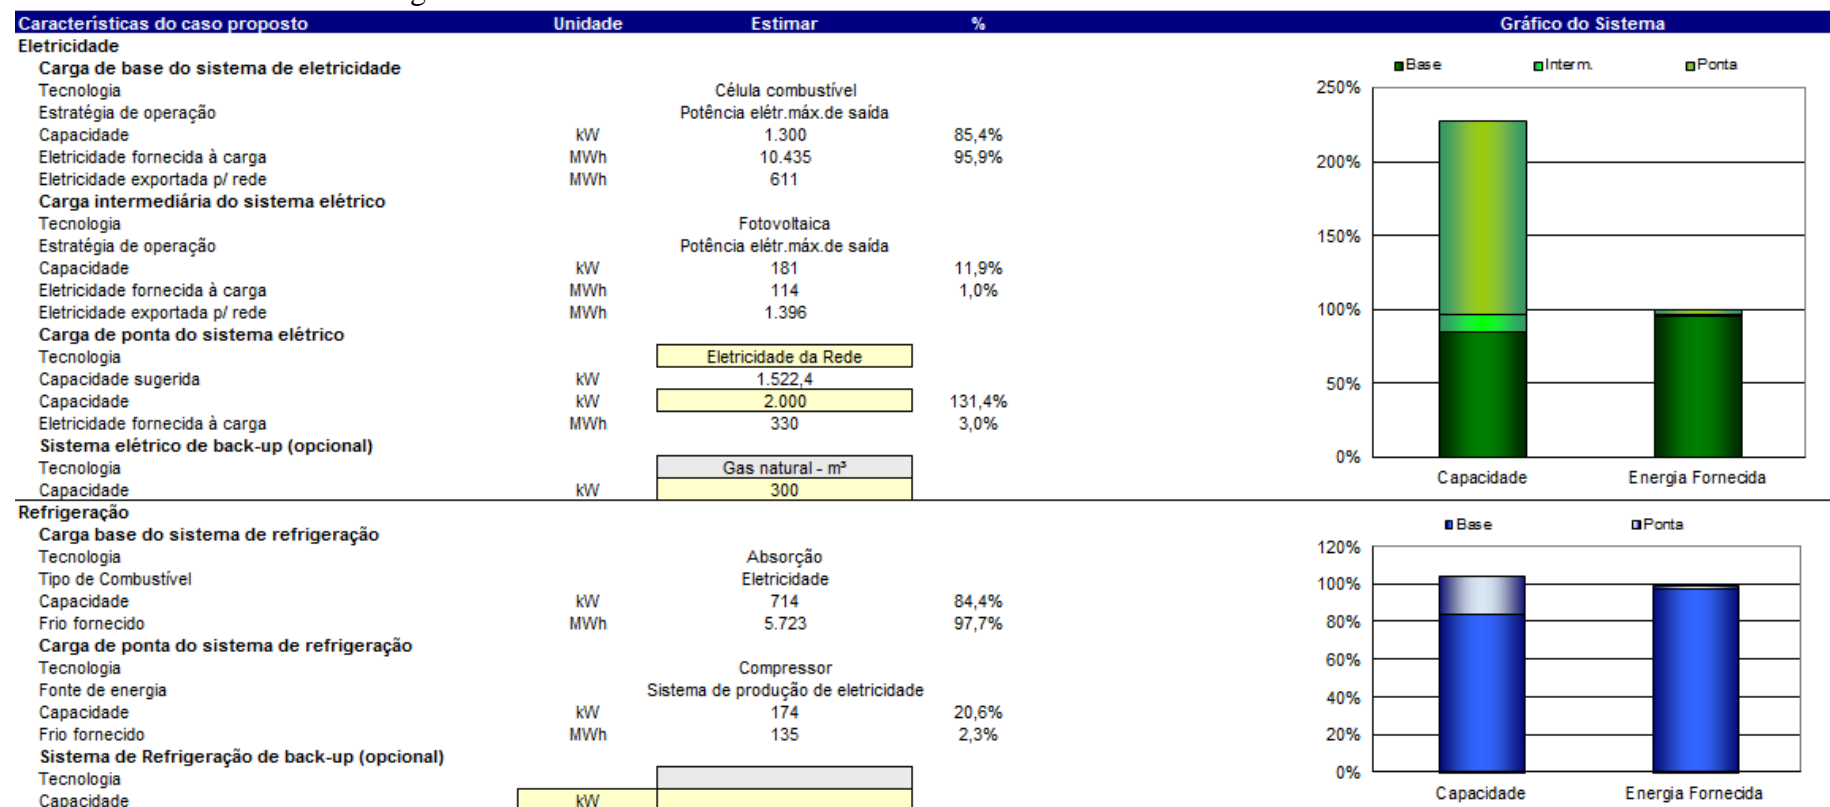 Características do caso proposto Unidade Estimar % Gráfico do Sistema
Eletricidade
Carga de base do sistema de eletricidade
Tecnologia Célula combustível
Estratégia de operação Potência elétr.máx.de saída
Capacidade kW 1.300 85,4%
Eletricidade fornecida à carga MWh 10.435 95,9%
Eletricidade exportada p/ rede MWh 611
Carga intermediária do sistema elétrico
Tecnologia Fotovoltaica
Estratégia de operação Potência elétr.máx.de saída
Capacidade kW 181 11,9%
Eletricidade fornecida à carga MWh 114 1,0%
Eletricidade exportada p/ rede MWh 1.396
Carga de ponta do sistema elétrico
Tecnologia Eletricidade da Rede
Capacidade sugerida kW 1.522,4
Capacidade kW 2.000 131,4%
Eletricidade fornecida à carga MWh 330 3,0%
Sistema elétrico de back-up (opcional)
Tecnologia Gas natural - m³
Capacidade kW 300
Base Interm. Ponta
250%
200%
150%
100%
50%
0%
Capacidade Energia Fornecida
Refrigeração
Carga base do sistema de refrigeração
Tecnologia Absorção
Tipo de Combustível Eletricidade
Capacidade kW 714 84,4%
Frio fornecido MWh 5.723 97,7%
Carga de ponta do sistema de refrigeração
Tecnologia Compressor
Fonte de energia Sistema de produção de eletricidade
Capacidade kW 174 20,6%
Frio fornecido MWh 135 2,3%
Sistema de Refrigeração de back-up (opcional)
Tecnologia
Capacidade kW
Base Ponta
120%
100%
80%
60%
40%
20%
0%
Capacidade Energia Fornecida